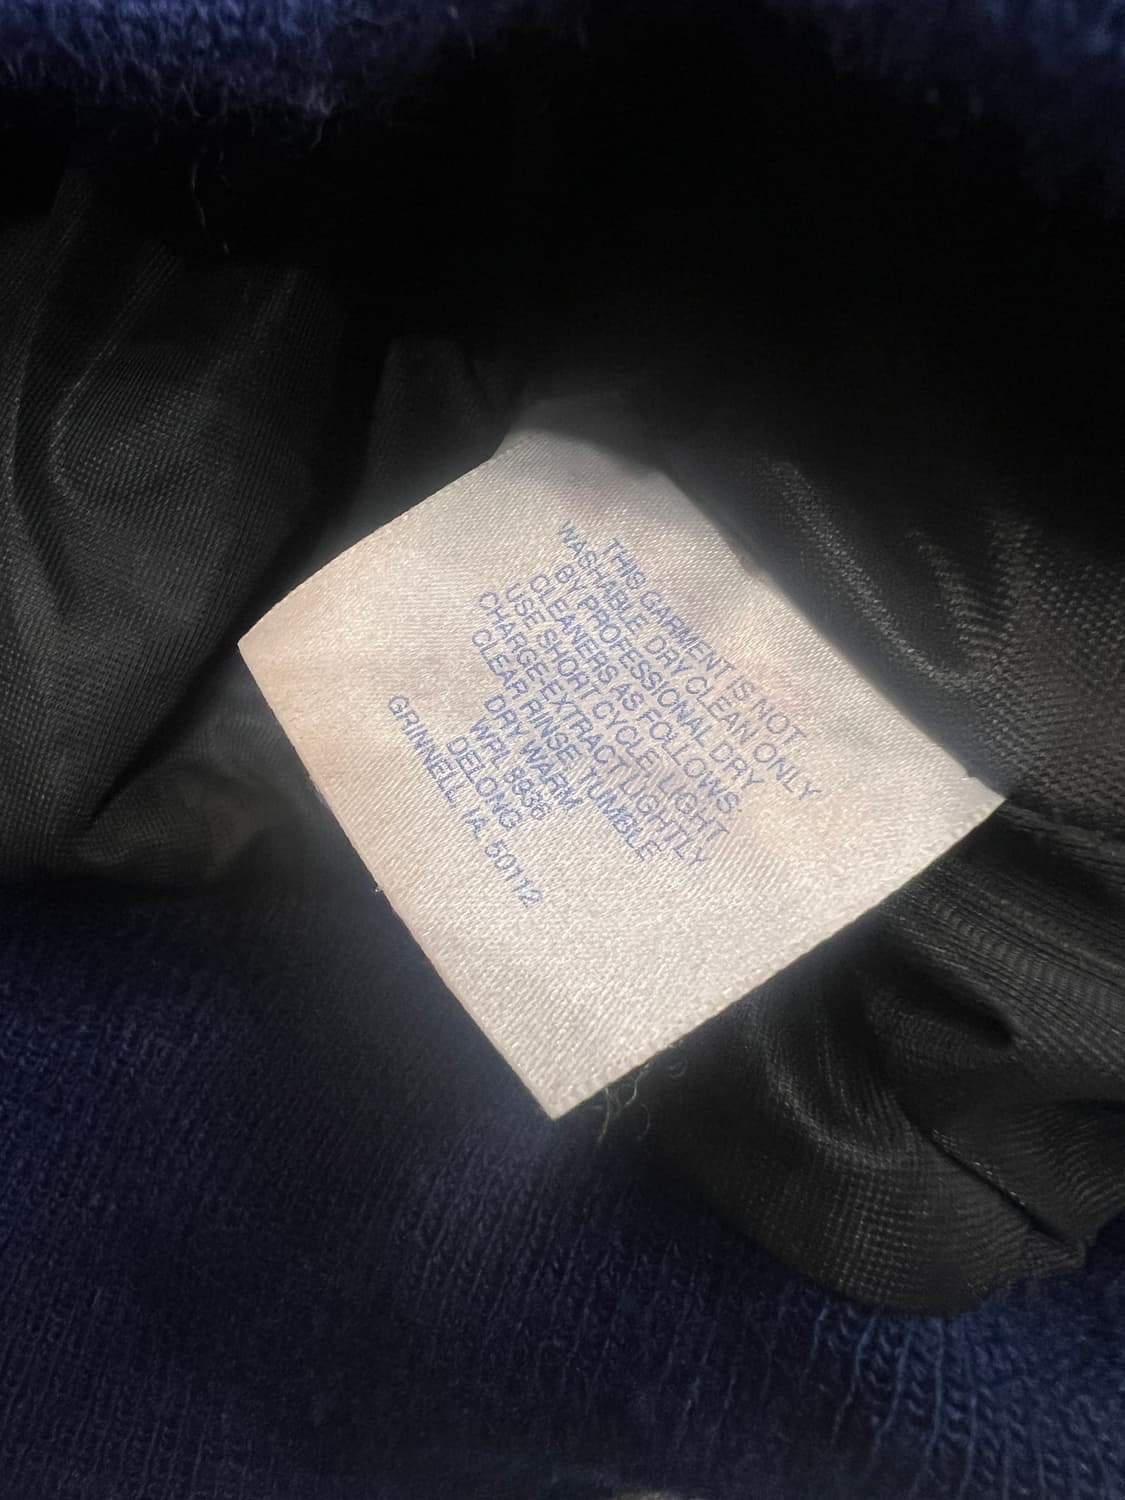 THIS GARMENT IS NOT
WASHABLE DRY CLEAN ONLY
BY PROFESSIONAL DRY
CLEANERS AS FOLLOWS.
USE SHORT CYCLE LIGHT
CHARGE EXTRACT LIGHTLY
CLEAR RINSE TUMBLE
DRY WARM
WPL 8936
DELONG
GRINNELL, IA. 50112